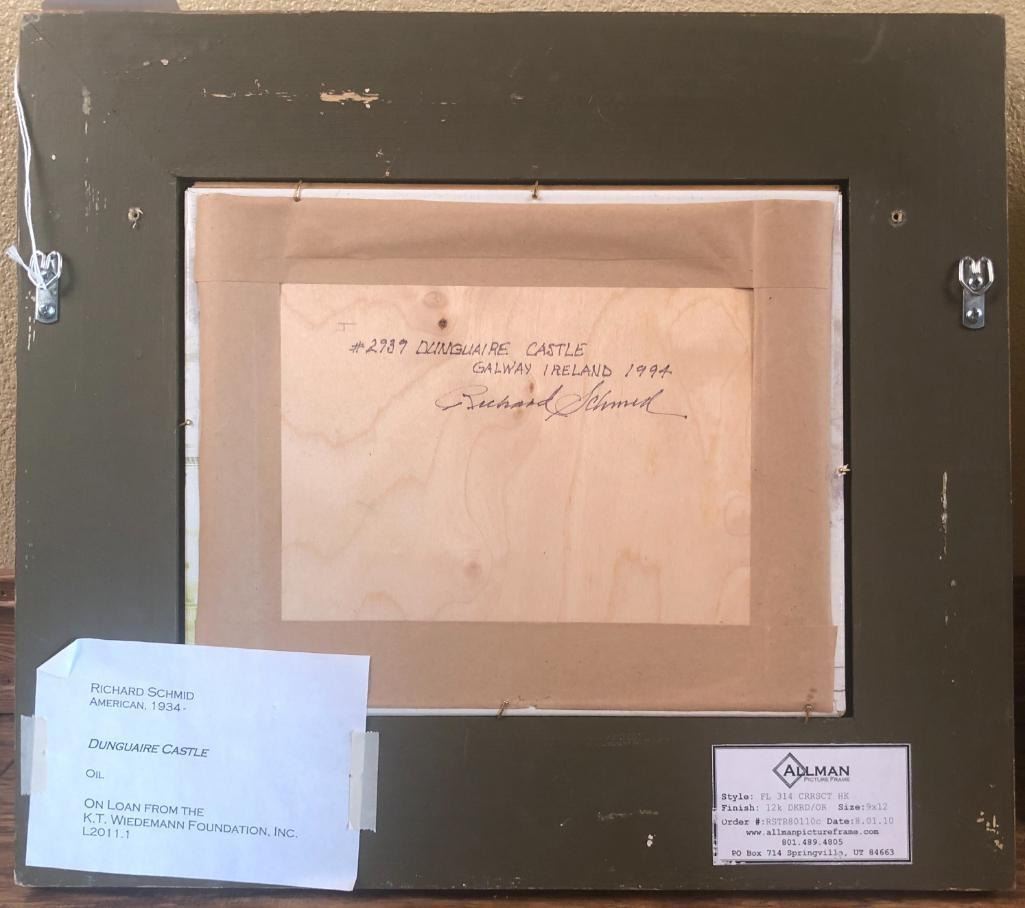 #2939 DUNGUAIRE CASTLE
GALWAY IRELAND 1994
Richard Schmid
RICHARD SCHMID
AMERICAN, 1934-
DUNGUAIRE CASTLE
OIL
ON LOAN FROM THE
K.T. WIEDEMANN FOUNDATION, INC.
L2011.1
ALLMAN
PICTURE FRAME
Style: FL 314 CRRSCT HK
Finish: 12k DKRD/OR Size:9x12
Order #:RSTR80110c Date:8.01.10
www.allmanpictureframe.com
801.489.4805
PO Box 714 Springville, UT 84663